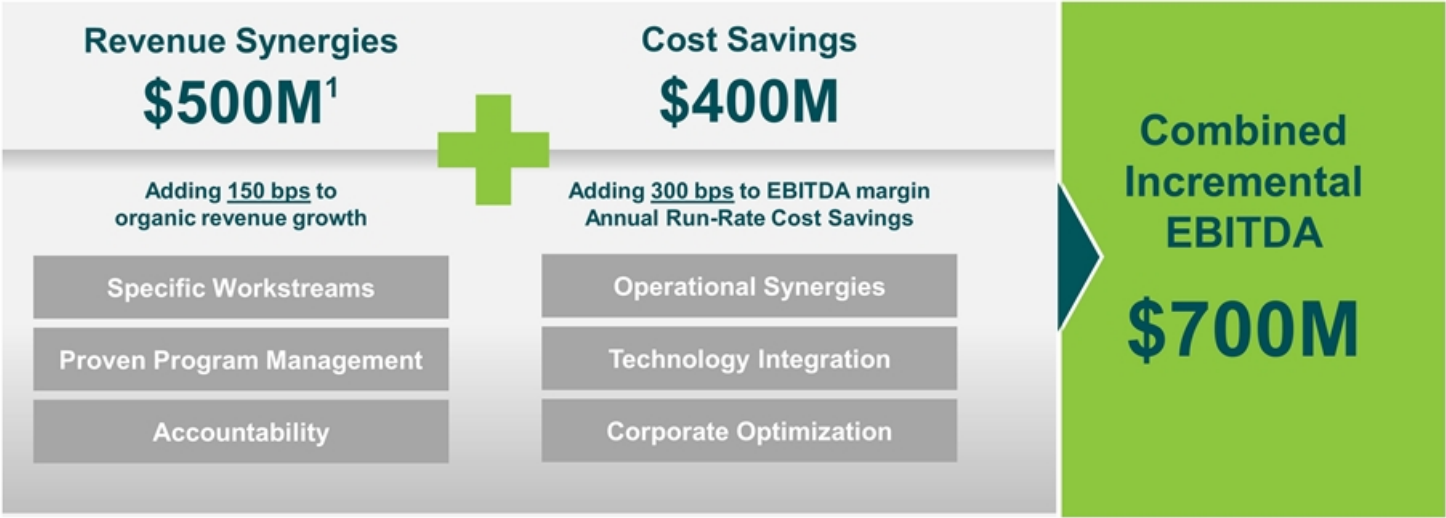 Revenue Synergies
$500M¹
Adding 150 bps to
organic revenue growth
Specific Workstreams
Proven Program Management
Accountability
Cost Savings
$400M
Adding 300 bps to EBITDA margin
Annual Run-Rate Cost Savings
Operational Synergies
Technology Integration
Corporate Optimization
Combined
Incremental
EBITDA
$700M